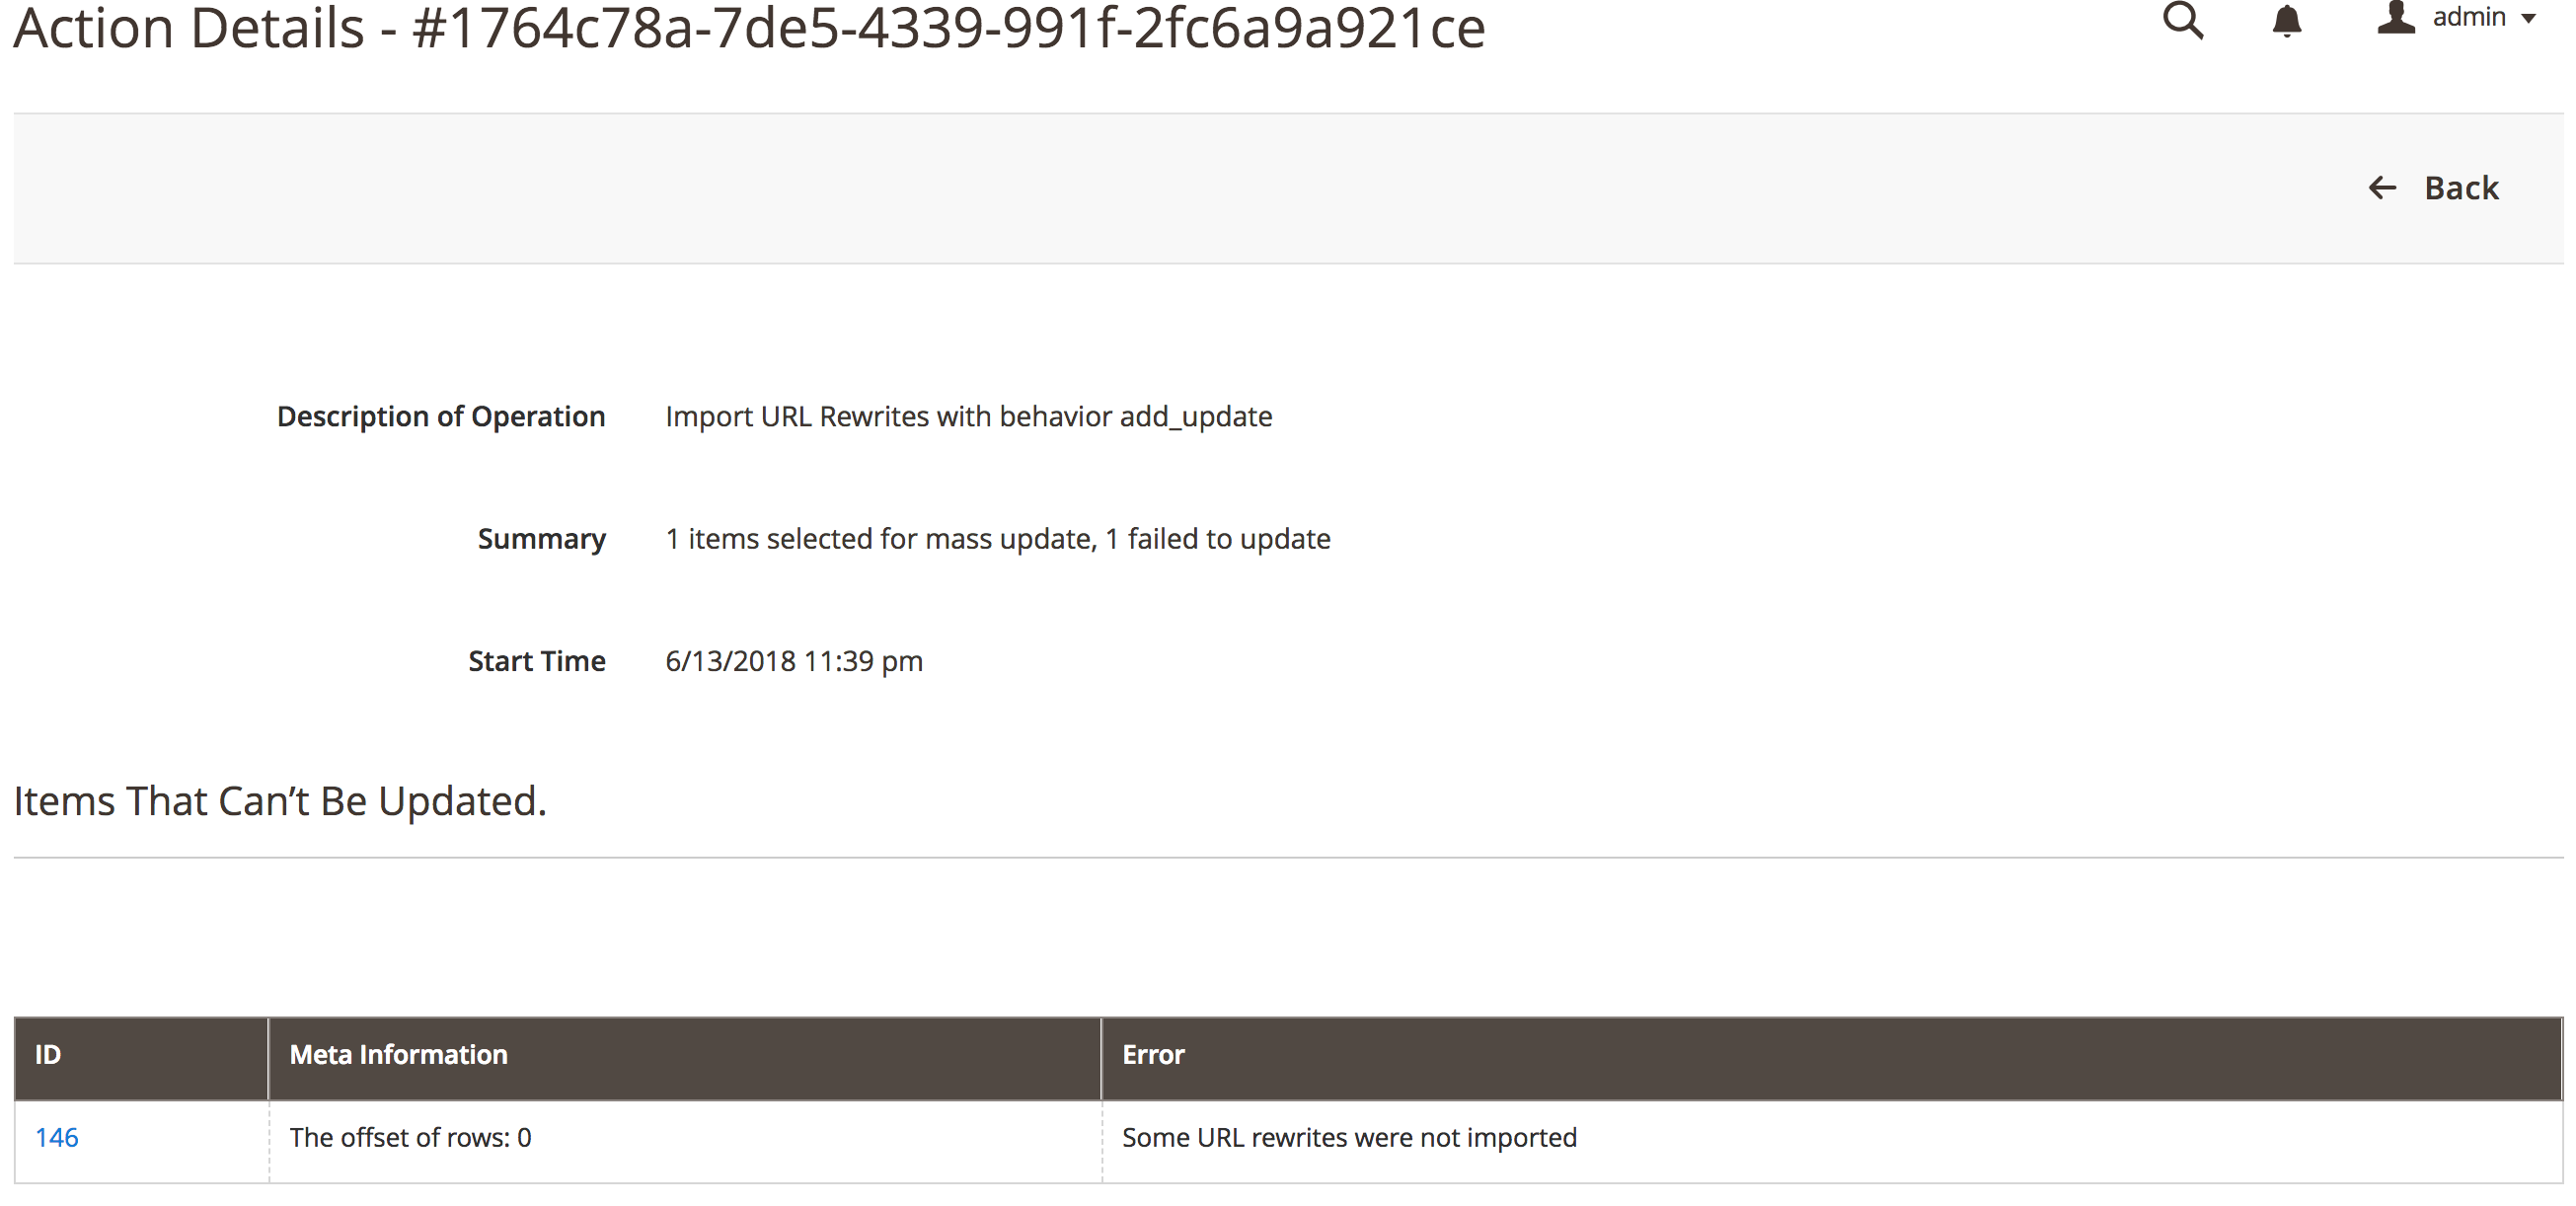 Action Details - #1764c78a-7de5-4339-991f-2fc6a9a921ce
admin
Back
Description of Operation Import URL Rewrites with behavior add_update
Summary 1 items selected for mass update, 1 failed to update
Start Time 6/13/2018 11:39 pm
Items That Can’t Be Updated.
ID Meta Information Error
146 The offset of rows: 0 Some URL rewrites were not imported